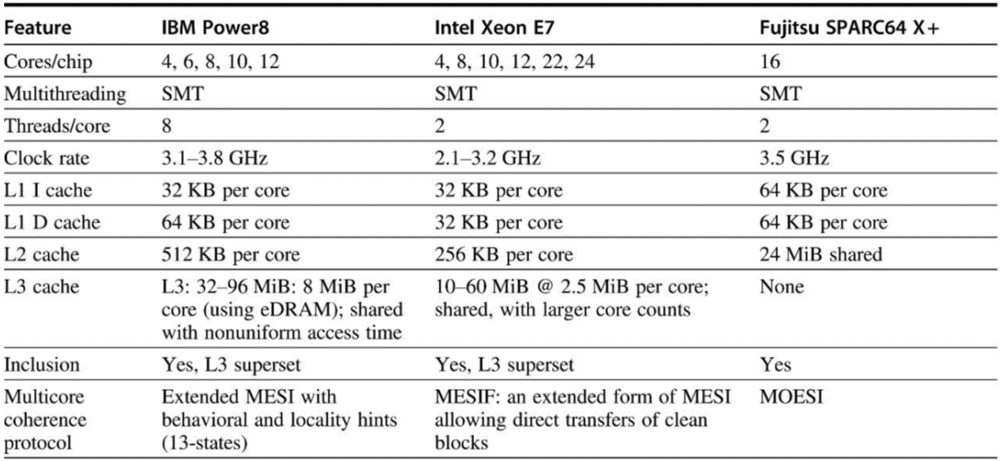 Feature IBM Power8 Intel Xeon E7 Fujitsu SPARC64 X+
Cores/chip 4, 6, 8, 10, 12 4, 8, 10, 12, 22, 24 16
Multithreading SMT SMT SMT
Threads/core 8 2 2
Clock rate 3.1–3.8 GHz 2.1–3.2 GHz 3.5 GHz
L1 I cache 32 KB per core 32 KB per core 64 KB per core
L1 D cache 64 KB per core 32 KB per core 64 KB per core
L2 cache 512 KB per core 256 KB per core 24 MiB shared
L3 cache L3: 32–96 MiB: 8 MiB per 10–60 MiB @ 2.5 MiB per core; None
core (using eDRAM); shared shared, with larger core counts
with nonuniform access time
Inclusion Yes, L3 superset Yes, L3 superset Yes
Multicore Extended MESI with MESIF: an extended form of MESI MOESI
coherence behavioral and locality hints allowing direct transfers of clean
protocol (13-states) blocks